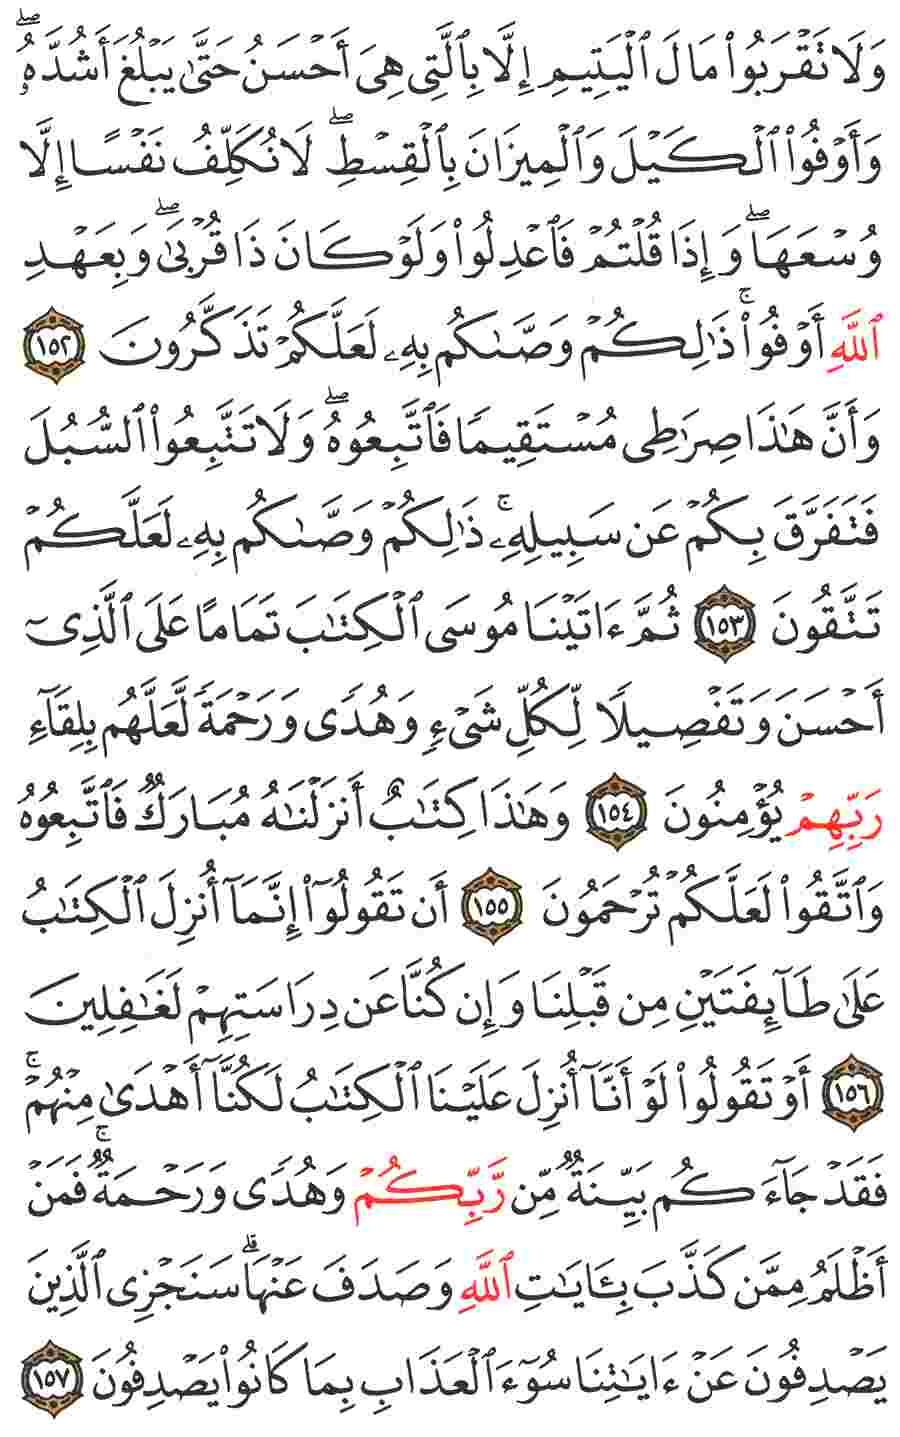 وَلَا تَقۡرَبُواْ مَالَ ٱلۡيَتِيمِ إِلَّا بِٱلَّتِي هِيَ أَحۡسَنُ حَتَّىٰ يَبۡلُغَ أَشُدَّهُۥۖ
وَأَوۡفُواْ ٱلۡكَيۡلَ وَٱلۡمِيزَانَ بِٱلۡقِسۡطِۖ لَا نُكَلِّفُ نَفۡسًا إِلَّا
وُسۡعَهَاۖ وَإِذَا قُلۡتُمۡ فَٱعۡدِلُواْ وَلَوۡ كَانَ ذَا قُرۡبَىٰۖ وَبِعَهۡدِ
ٱللَّهِ أَوۡفُواْۚ ذَٰلِكُمۡ وَصَّىٰكُم بِهِۦ لَعَلَّكُمۡ تَذَكَّرُونَ ١٥٢
وَأَنَّ هَٰذَا صِرَٰطِي مُسۡتَقِيمٗا فَٱتَّبِعُوهُۖ وَلَا تَتَّبِعُواْ ٱلسُّبُلَ
فَتَفَرَّقَ بِكُمۡ عَن سَبِيلِهِۦۚ ذَٰلِكُمۡ وَصَّىٰكُم بِهِۦ لَعَلَّكُمۡ
تَتَّقُونَ ١٥٣ ثُمَّ ءَاتَيۡنَا مُوسَى ٱلۡكِتَٰبَ تَمَامًا عَلَى ٱلَّذِيٓ
أَحۡسَنَ وَتَفۡصِيلٗا لِّكُلِّ شَيۡءٖ وَهُدٗى وَرَحۡمَةٗ لَّعَلَّهُم بِلِقَآءِ
رَبِّهِمۡ يُؤۡمِنُونَ ١٥٤ وَهَٰذَا كِتَٰبٌ أَنزَلۡنَٰهُ مُبَارَكٞ فَٱتَّبِعُوهُ
وَٱتَّقُواْ لَعَلَّكُمۡ تُرۡحَمُونَ ١٥٥ أَن تَقُولُوٓاْ إِنَّمَآ أُنزِلَ ٱلۡكِتَٰبُ
عَلَىٰ طَآئِفَتَيۡنِ مِن قَبۡلِنَا وَإِن كُنَّا عَن دِرَاسَتِهِمۡ لَغَٰفِلِينَ
١٥٦ أَوۡ تَقُولُواْ لَوۡ أَنَّآ أُنزِلَ عَلَيۡنَا ٱلۡكِتَٰبُ لَكُنَّآ أَهۡدَىٰ مِنۡهُمۡۚ
فَقَدۡ جَآءَكُم بَيِّنَةٞ مِّن رَّبِّكُمۡ وَهُدٗى وَرَحۡمَةٞۚ فَمَنۡ
أَظۡلَمُ مِمَّن كَذَّبَ بِـَٔايَٰتِ ٱللَّهِ وَصَدَفَ عَنۡهَاۗ سَنَجۡزِي ٱلَّذِينَ
يَصۡدِفُونَ عَنۡ ءَايَٰتِنَا سُوٓءَ ٱلۡعَذَابِ بِمَا كَانُواْ يَصۡدِفُونَ ١٥٧